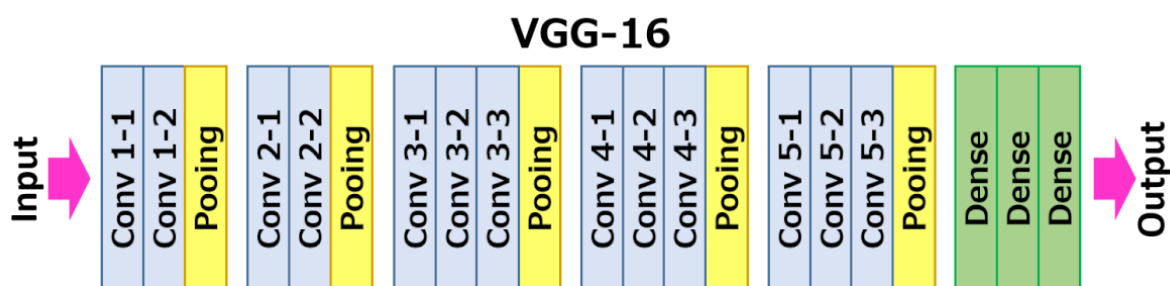 VGG-16
Input
Conv 1-1
Conv 1-2
Pooing
Conv 2-1
Conv 2-2
Pooing
Conv 3-1
Conv 3-2
Conv 3-3
Pooing
Conv 4-1
Conv 4-2
Conv 4-3
Pooing
Conv 5-1
Conv 5-2
Conv 5-3
Pooing
Dense
Dense
Dense
Output